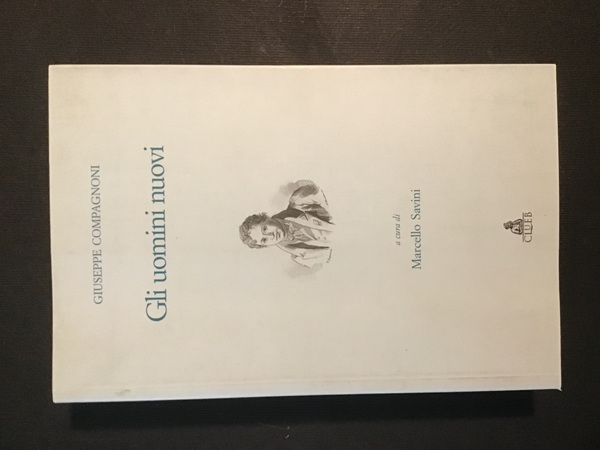 GIUSEPPE COMPAGNONI
Gli uomini nuovi
a cura di
Marcello Savini
CLUEB